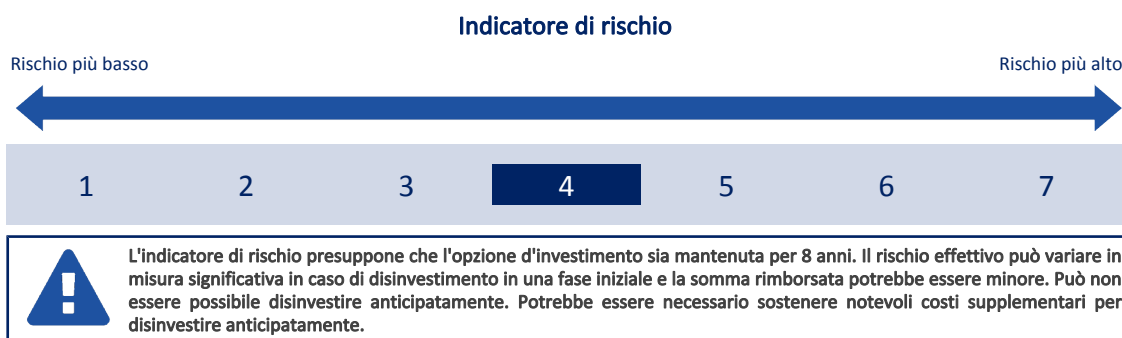 Indicatore di rischio
Rischio più basso
Rischio più alto
1 2 3 4 5 6 7
L'indicatore di rischio presuppone che l'opzione d'investimento sia mantenuta per 8 anni. Il rischio effettivo può variare in
misura significativa in caso di disinvestimento in una fase iniziale e la somma rimborsata potrebbe essere minore. Può non
essere possibile disinvestire anticipatamente. Potrebbe essere necessario sostenere notevoli costi supplementari per
disinvestire anticipatamente.